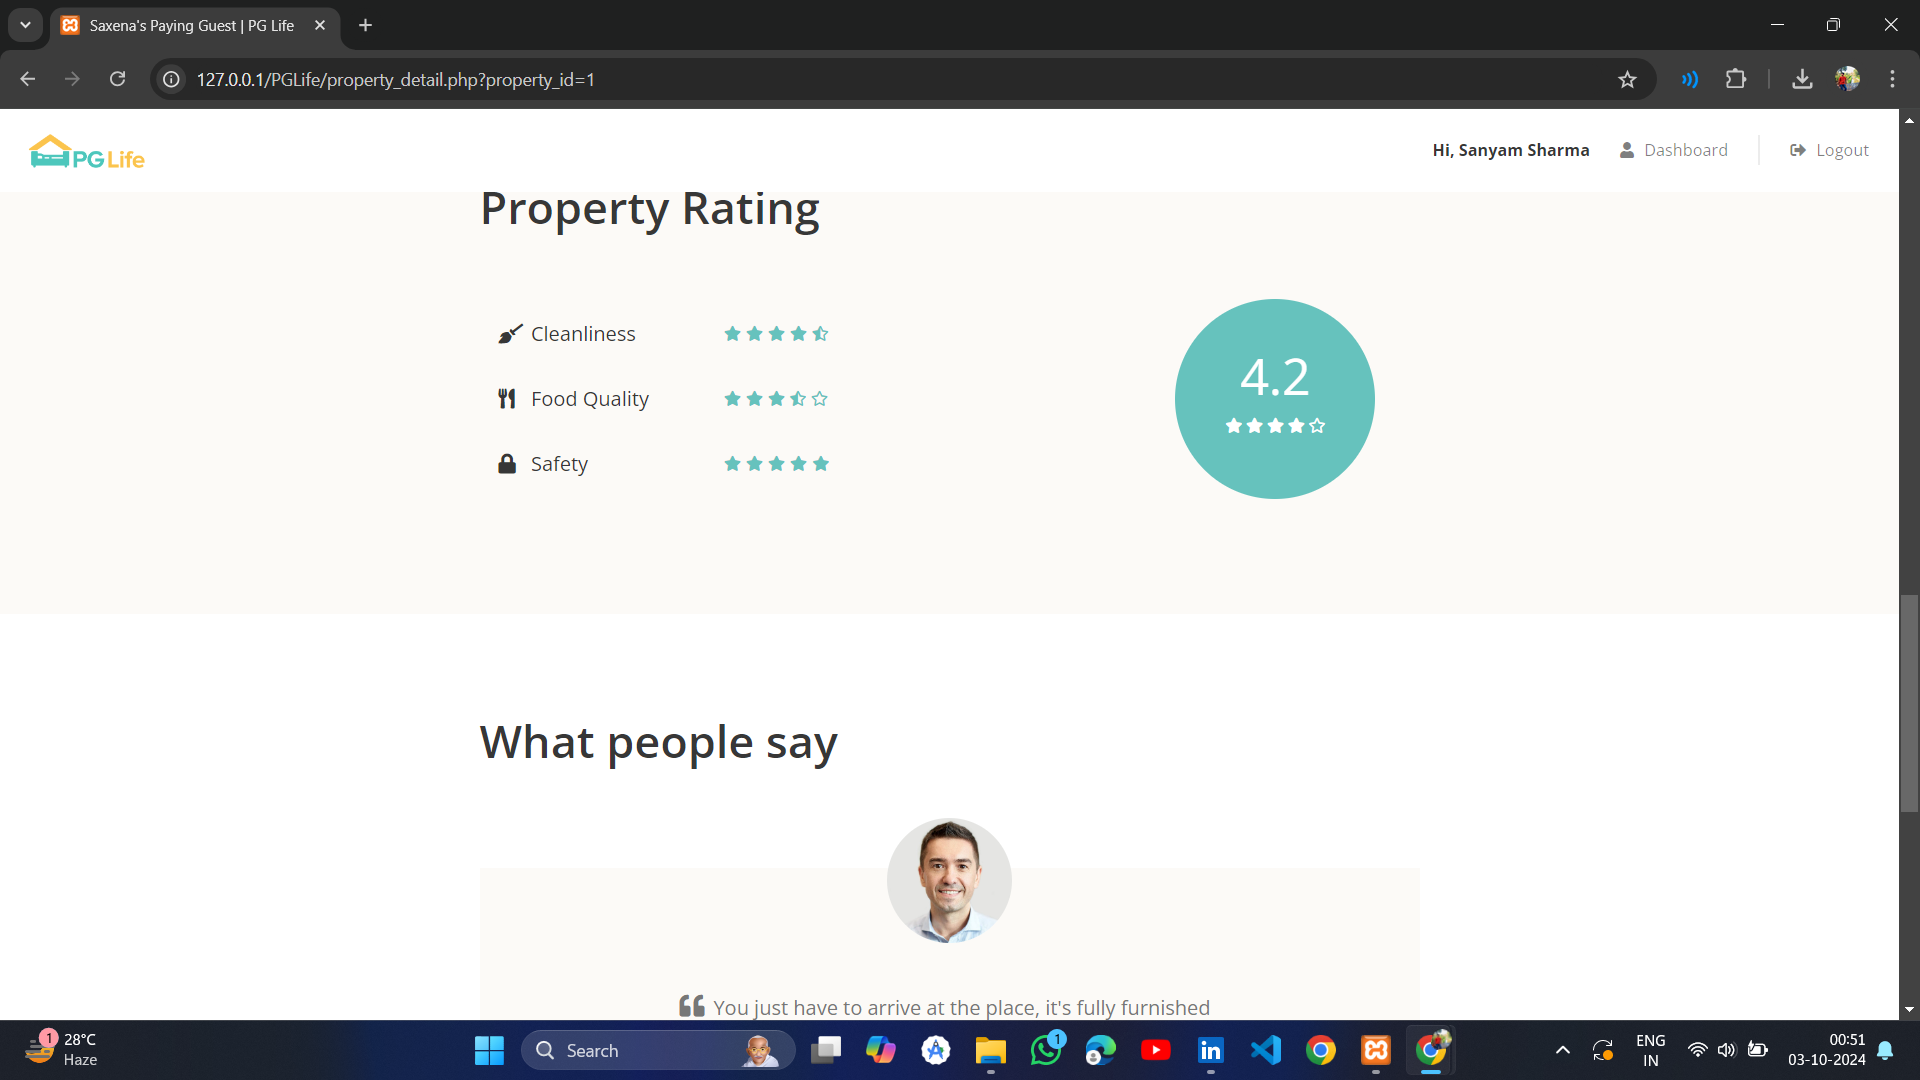 Saxena's Paying Guest | PG Life
127.0.0.1/PGLife/property_detail.php?property_id=1
PG Life
Hi, Sanyam Sharma
Dashboard
Logout
Property Rating
Cleanliness
Food Quality
Safety
4.2
What people say
You just have to arrive at the place, it's fully furnished
1
28°C
Haze
Search
1
ENG
IN
00:51
03-10-2024